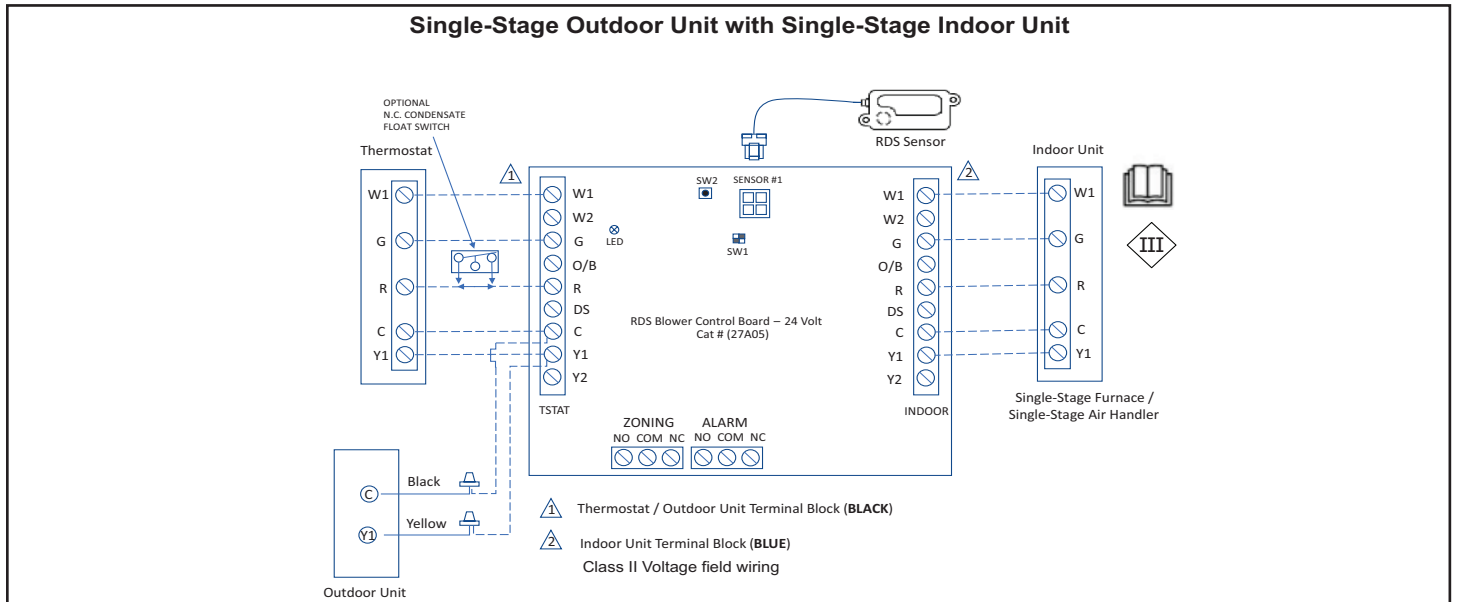 Single-Stage Outdoor Unit with Single-Stage Indoor Unit
OPTIONAL
N.C. CONDENSATE
FLOAT SWITCH
Thermostat
W1
G
R
C
Y1
1
W1
W2
G
O/B
R
DS
C
Y1
Y2
TSTAT
LED
SW2
SENSOR #1
SW1
RDS Sensor
RDS Blower Control Board – 24 Volt
Cat # (27A05)
ZONING
NO COM NC
ALARM
NO COM NC
2
W1
W2
G
O/B
R
DS
C
Y1
Y2
INDOOR
Indoor Unit
W1
G
R
C
Y1
Single-Stage Furnace /
Single-Stage Air Handler
III
C
Black
Y1
Yellow
Outdoor Unit
1 Thermostat / Outdoor Unit Terminal Block (BLACK)
2 Indoor Unit Terminal Block (BLUE)
Class II Voltage field wiring